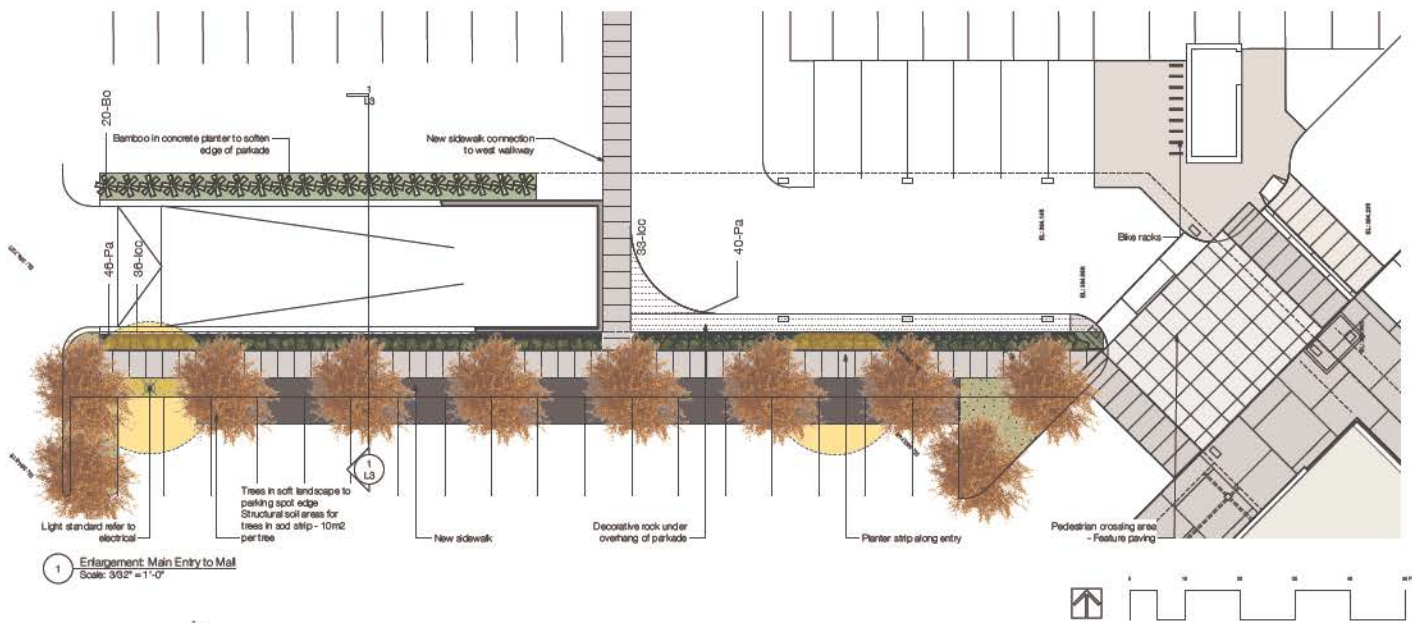 1
L3
20-Bo
Bamboo in concrete planter to soften
edge of parkade
New sidewalk connection
to west walkway
46-Pa
36-loc
33-loc
40-Pa
Bike racks
1
L3
Trees in soft landscape to
parking spot edge
Structural soil areas for
trees in sod strip - 10m2
per tree
Light standard refer to
electrical
New sidewalk
Decorative rock under
overhang of parkade
Planter strip along entry
Pedestrian crossing area
- Feature paving
1
Enlargement: Main Entry to Mall
Scale: 3/32" = 1'-0"